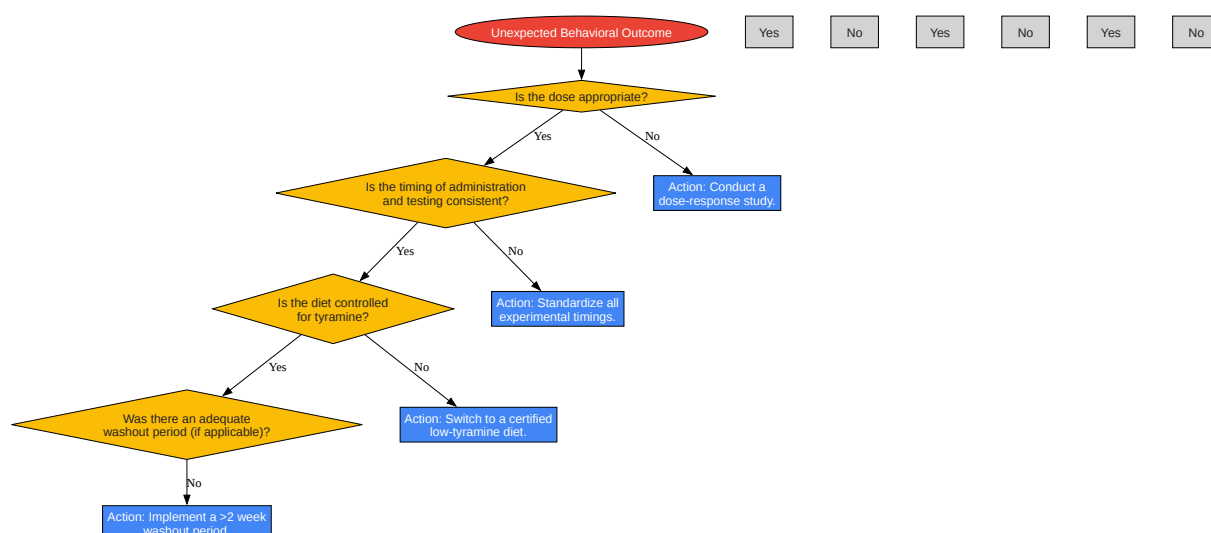 Unexpected Behavioral Outcome
Yes
No
Yes
No
Yes
No
Is the dose appropriate?
Yes
No
Is the timing of administration
and testing consistent?
Action: Conduct a
dose-response study.
Yes
No
Is the diet controlled
for tyramine?
Action: Standardize all
experimental timings.
Yes
No
Was there an adequate
washout period (if applicable)?
Action: Switch to a certified
low-tyramine diet.
No
Action: Implement a >2 week
washout period.